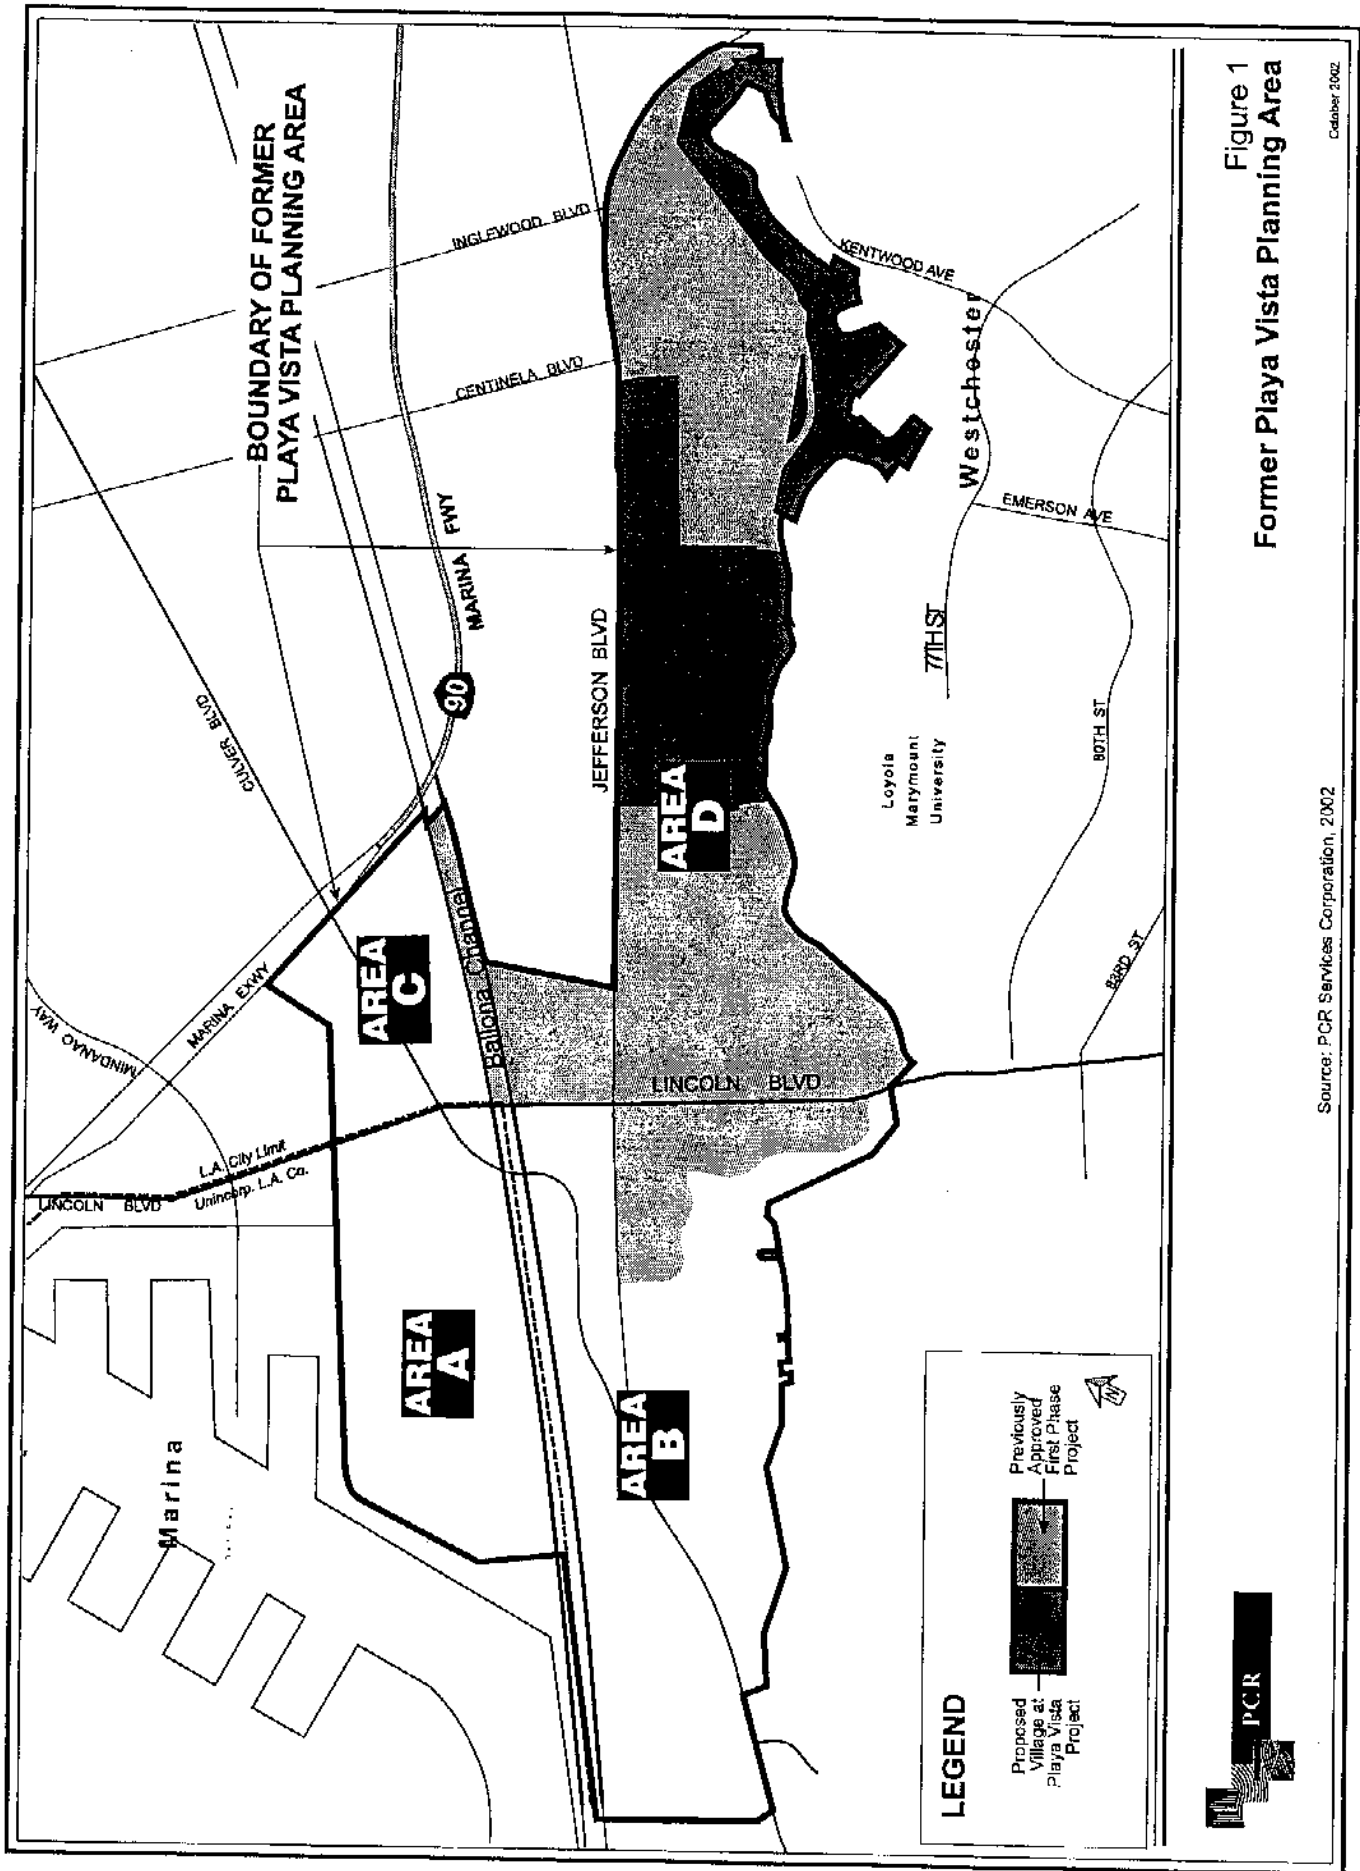 BOUNDARY OF FORMER
PLAYA VISTA PLANNING AREA
INGLEWOOD BLVD
CENTINELA BLVD
CULVER BLVD
MARINA FWY
90
MINDANAO WAY
MARINA EXWY
LINCOLN BLVD
L.A. City Limit
Unincorp. L.A. Co.
Marina
AREA
A
AREA
C
Ballona Channel
JEFFERSON BLVD
AREA
B
LINCOLN BLVD
AREA
D
KENTWOOD AVE
Westchester
EMERSON AVE
77TH ST
Loyola
Marymount
University
80TH ST
83RD ST
LEGEND
Proposed
Village at
Playa Vista
Project
Previously
Approved
First Phase
Project
N
PCR
Source: PCR Services Corporation, 2002
Figure 1
Former Playa Vista Planning Area
October 2002